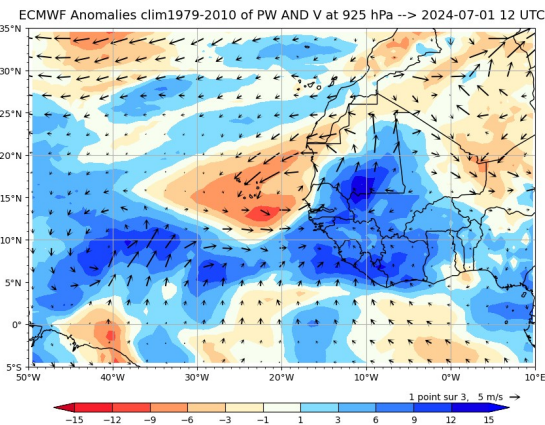 ECMWF Anomalies clim1979-2010 of PW AND V at 925 hPa --> 2024-07-01 12 UTC
35°N
30°N
25°N
20°N
15°N
10°N
5°N
0°
5°S
50°W 40°W 30°W 20°W 10°W 0°W 10°E
1 point sur 3, 5 m/s
−15 −12 −9 −6 −3 −1 1 3 6 9 12 15